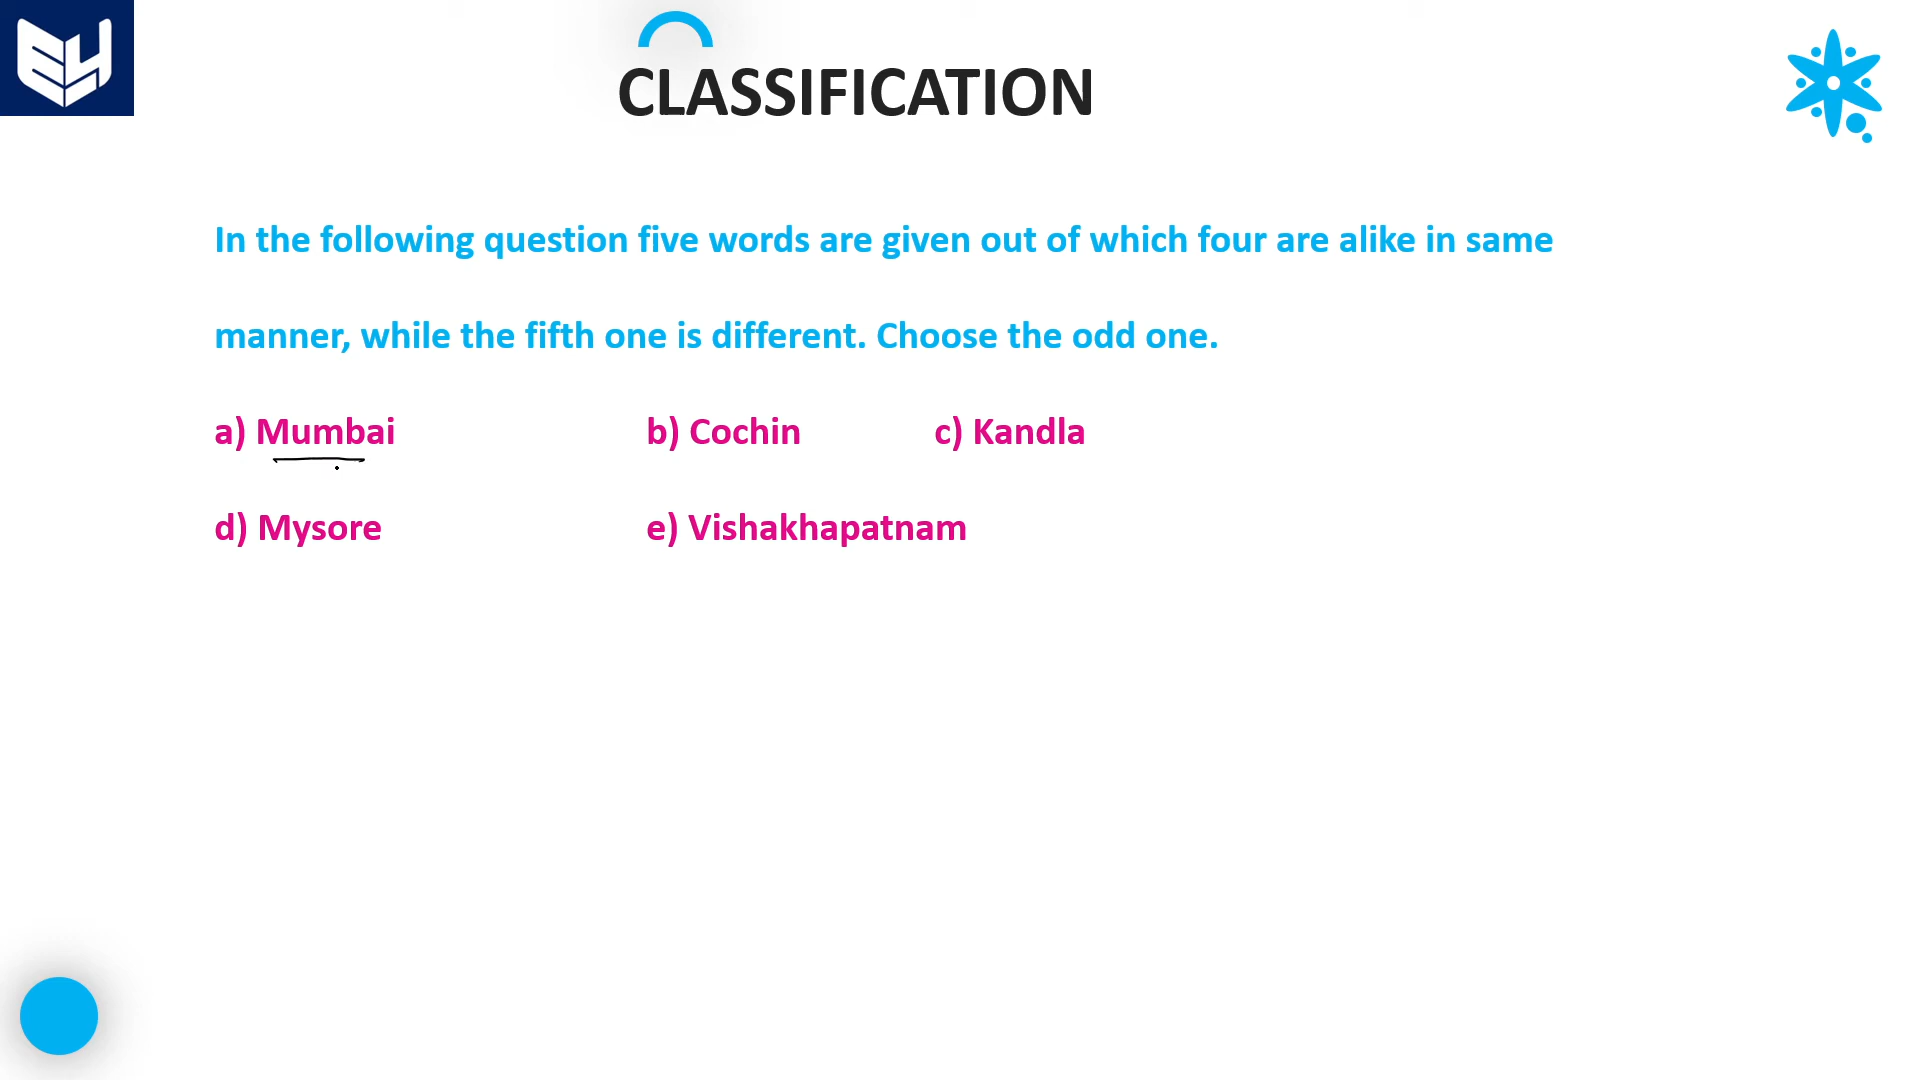 CLASSIFICATION
In the following question five words are given out of which four are alike in same
manner, while the fifth one is different. Choose the odd one.
a) Mumbai b) Cochin c) Kandla
d) Mysore e) Vishakhapatnam